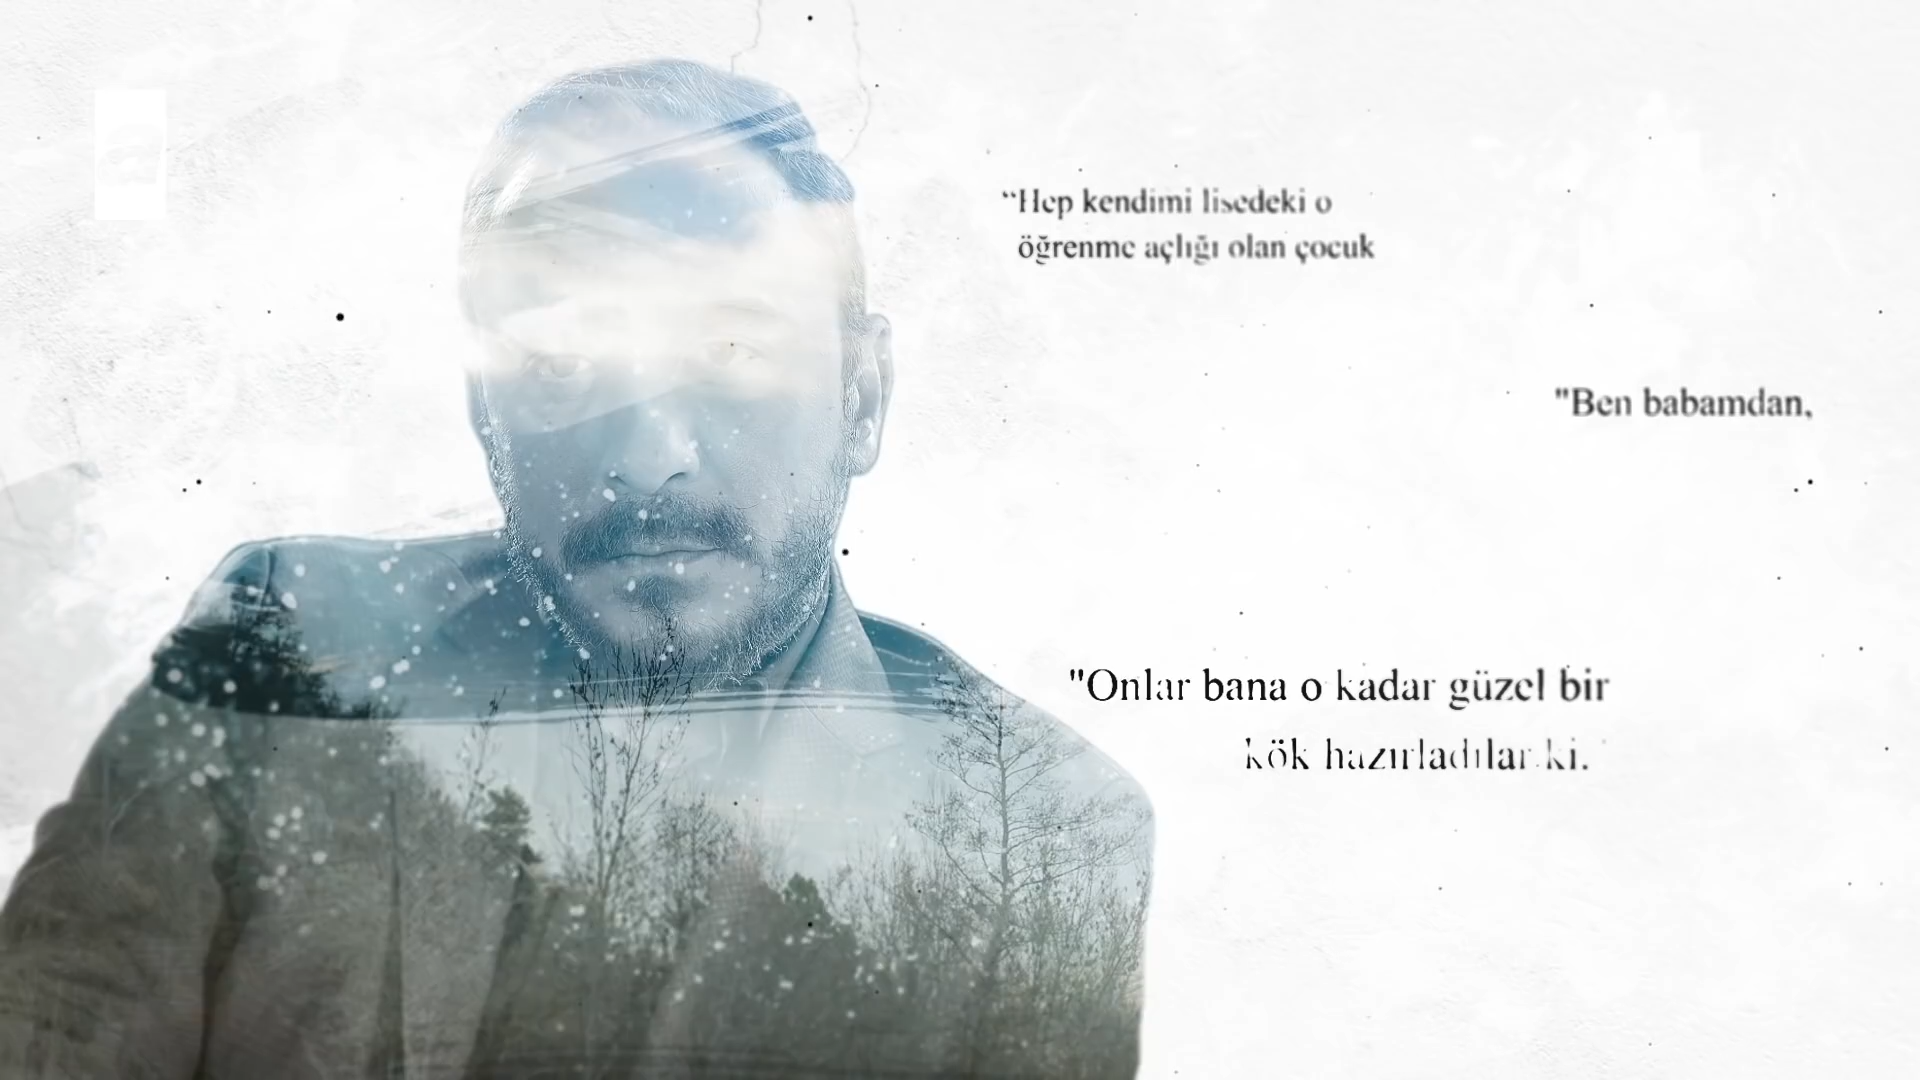 “Hep kendimi lisedeki o
öğrenme açlığı olan çocuk
"Ben babamdan,
"Onlar bana o kadar güzel bir
kök hazırladılar ki.